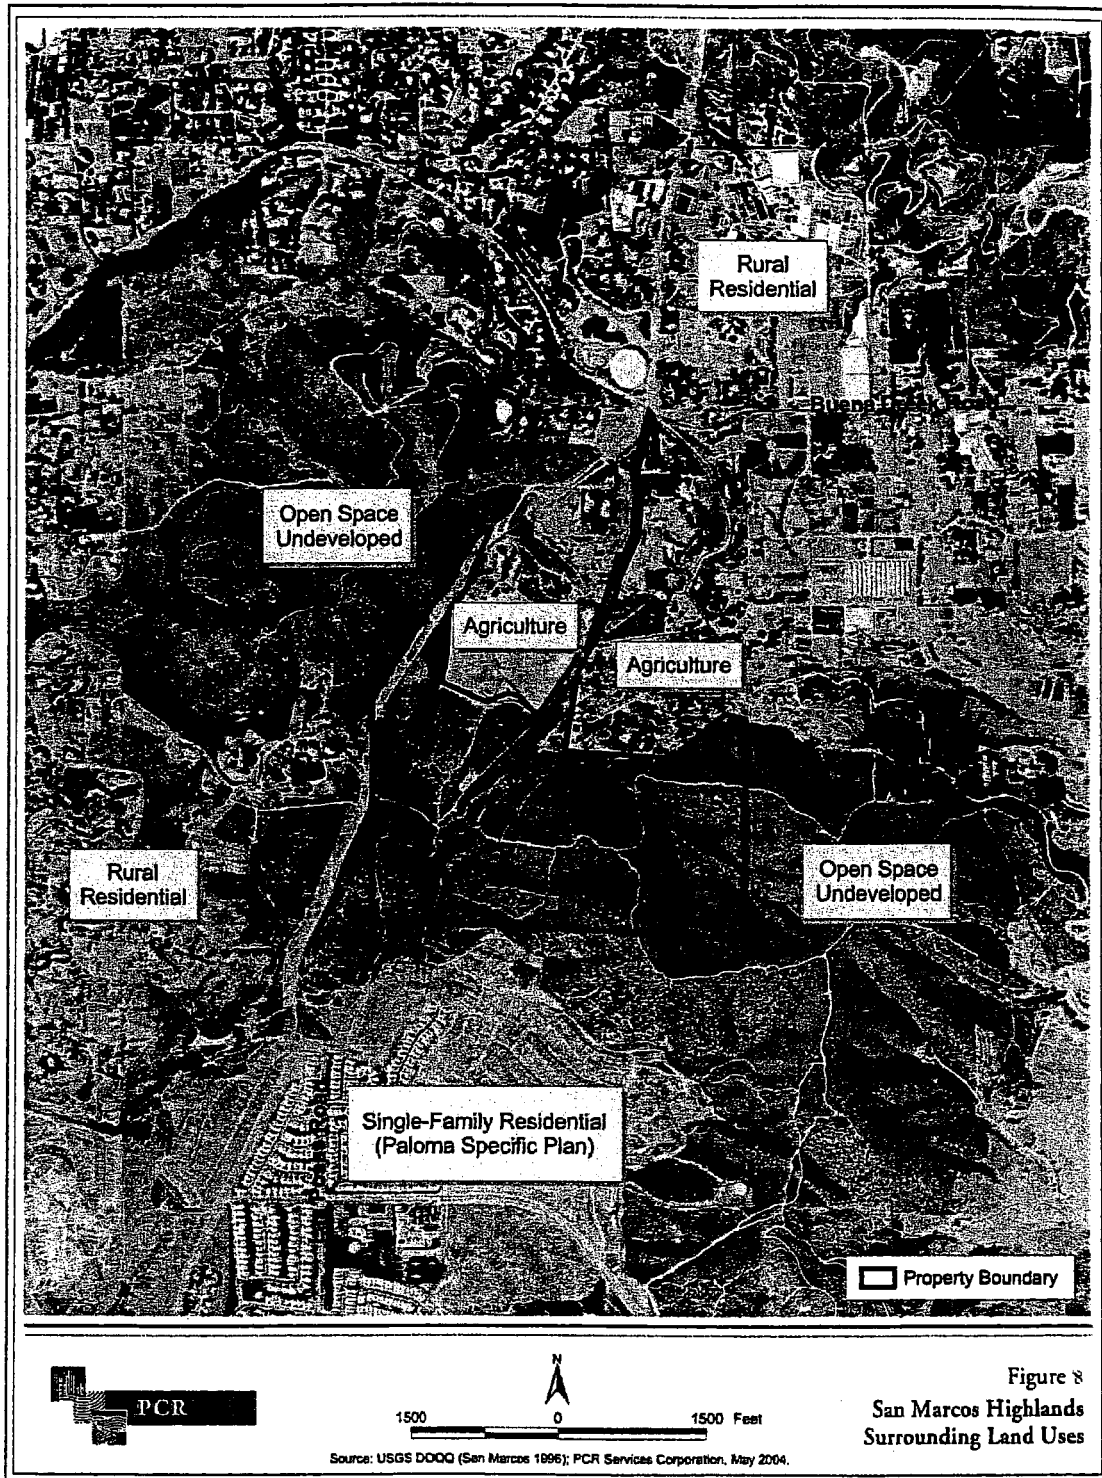 Rural
Residential
Open Space
Undeveloped
Agriculture
Agriculture
Rural
Residential
Open Space
Undeveloped
Single-Family Residential
(Paloma Specific Plan)
Property Boundary
PCR
N
1500 0 1500 Feet
Figure 8
San Marcos Highlands
Surrounding Land Uses
Source: USGS DOQQ (San Marcos 1996); PCR Services Corporation, May 2004.